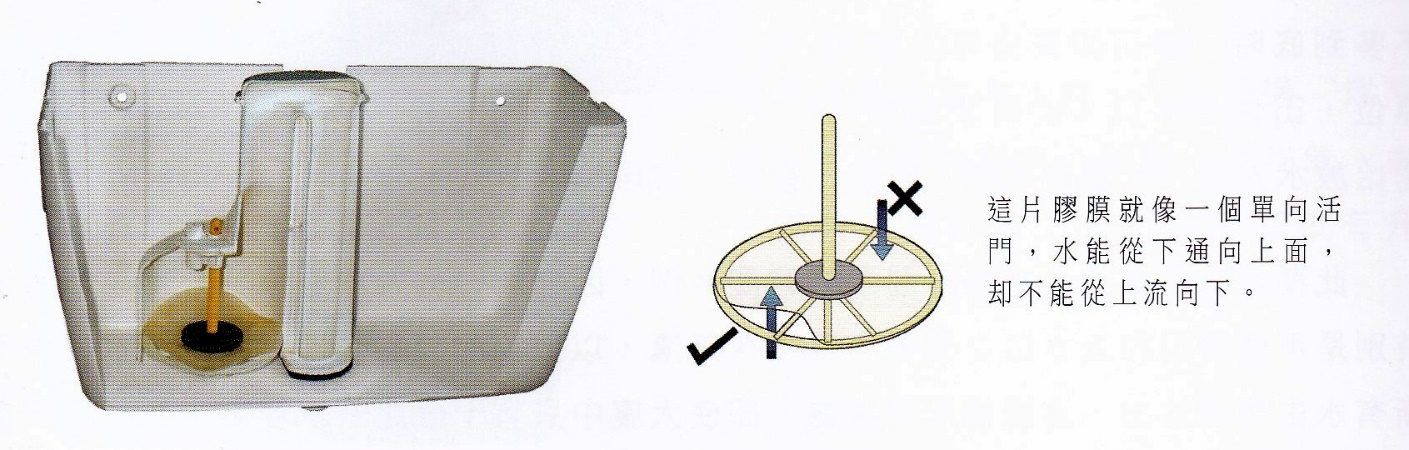 這片膠膜就像一個單向活
門，水能從下通向上面，
却不能從上流向下。